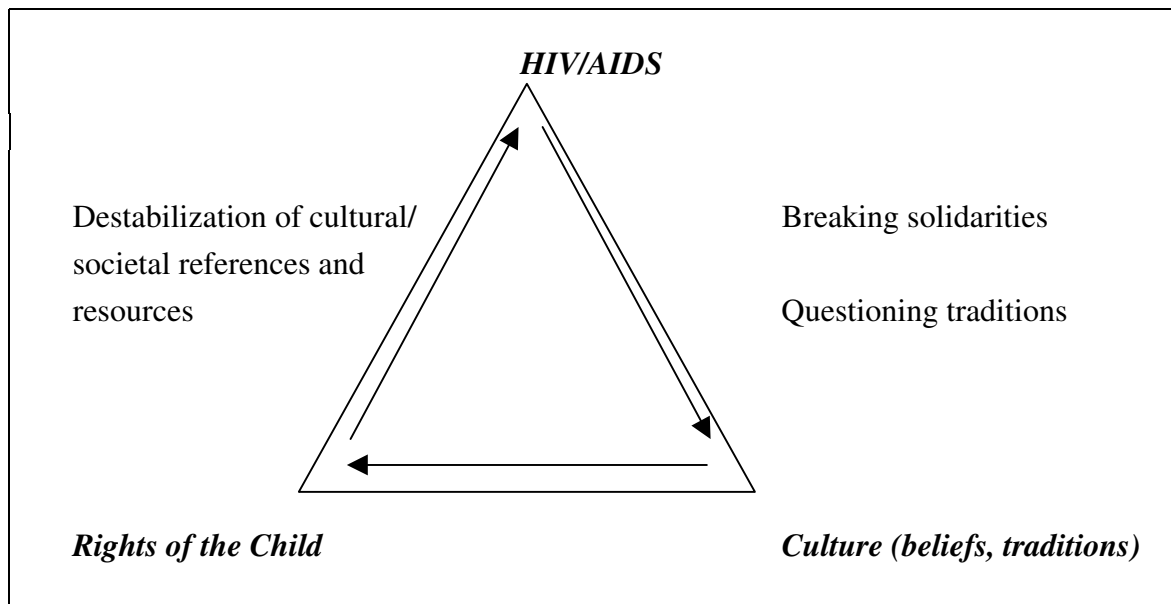 HIV/AIDS
Destabilization of cultural/
societal references and
resources
Breaking solidarities
Questioning traditions
Rights of the Child
Culture (beliefs, traditions)